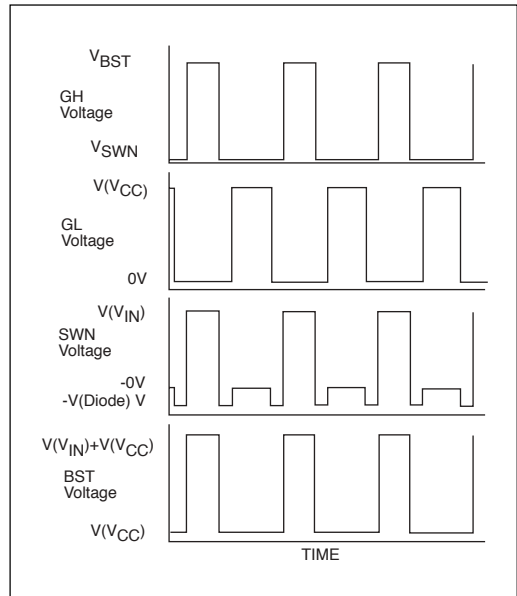 VBST
GH
Voltage
VSWN
V(VCC)
GL
Voltage
0V
V(VIN)
SWN
Voltage
-0V
-V(Diode) V
V(VIN)+V(VCC)
BST
Voltage
V(VCC)
TIME